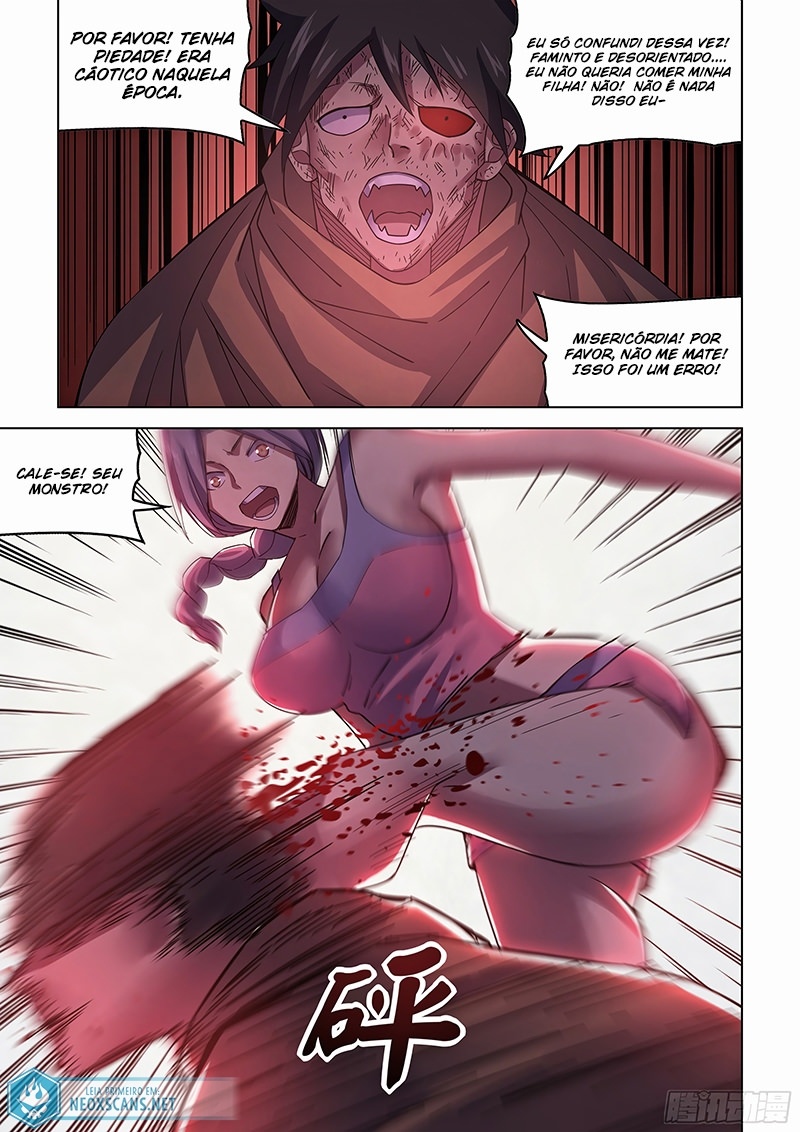 POR FAVOR! TENHA
PIEDADE! ERA
CÃOTICO NAQUELA
ÉPOCA.
EU SÓ CONFUNDI DESSA VEZ!
FAMINTO E DESORIENTADO....
EU NÃO QUERIA COMER MINHA
FILHA! NÃO! NÃO É NADA
DISSO EU-
MISERICÓRDIA! POR
FAVOR, NÃO ME MATE!
ISSO FOI UM ERRO!
CALE-SE! SEU
MONSTRO!
砰
LEIA PRIMEIRO EM:
NEOXSCANS.NET
腾讯动漫